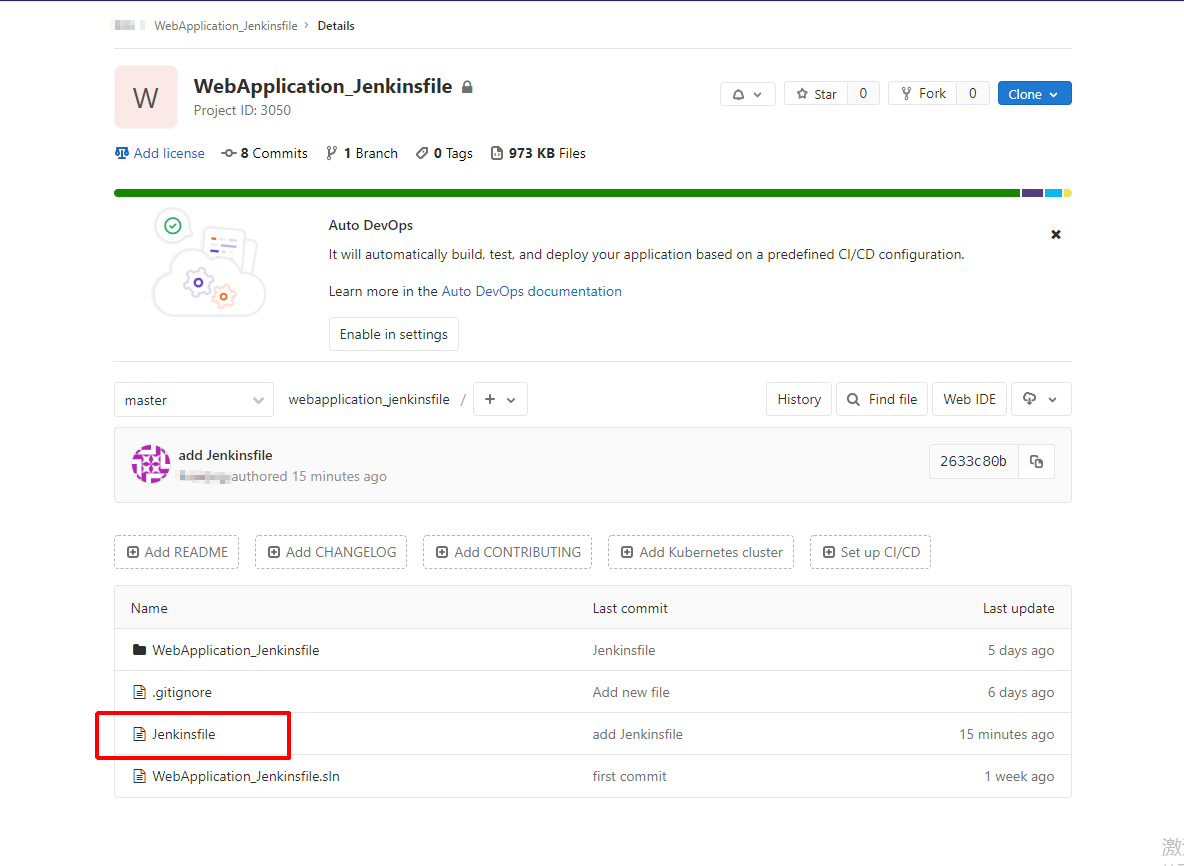 WebApplication_Jenkinsfile > Details
W
WebApplication_Jenkinsfile
Project ID: 3050
Star 0 Fork 0 Clone
Add license 8 Commits 1 Branch 0 Tags 973 KB Files
Auto DevOps
It will automatically build, test, and deploy your application based on a predefined CI/CD configuration.
Learn more in the Auto DevOps documentation
Enable in settings
master webapplication_jenkinsfile / + History Find file Web IDE
add Jenkinsfile
authored 15 minutes ago
2633c80b
Add README Add CHANGELOG Add CONTRIBUTING Add Kubernetes cluster Set up CI/CD
Name Last commit Last update
WebApplication_Jenkinsfile Jenkinsfile 5 days ago
.gitignore Add new file 6 days ago
Jenkinsfile add Jenkinsfile 15 minutes ago
WebApplication_Jenkinsfile.sln first commit 1 week ago